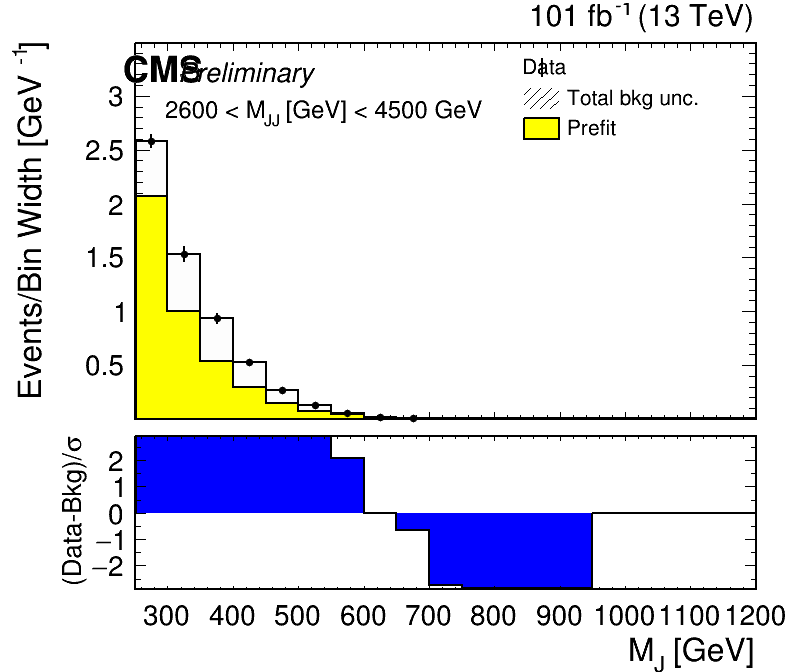 101 fb⁻¹ (13 TeV)
CMS Preliminary
2600 < M_JJ [GeV] < 4500 GeV
Data
Total bkg unc.
Prefit
Events/Bin Width [GeV⁻¹]
3
2.5
2
1.5
1
0.5
(Data-Bkg)/σ
2
1
0
−1
−2
300 400 500 600 700 800 900 1000 1100 1200
M_J [GeV]